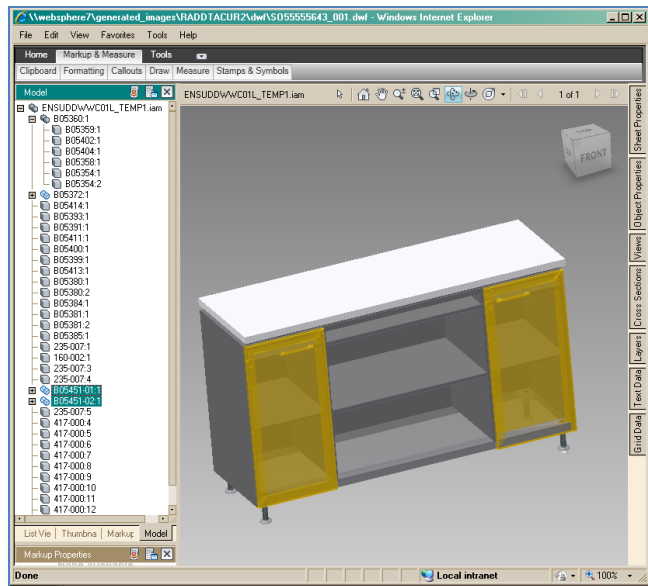 \\websphere7\generated_images\RADDTACUR2\dwf\SO55555643_001.dwf - Windows Internet Explorer
File Edit View Favorites Tools Help
Home Markup & Measure Tools
Clipboard Formatting Callouts Draw Measure Stamps & Symbols
Model
ENSUDDWWC01L_TEMP1.iam
1 of 1
ENSUDDWWC01L_TEMP1.iam
B05360:1
B05359:1
B05402:1
B05404:1
B05358:1
B05354:1
B05354:2
B05372:1
B05414:1
B05393:1
B05391:1
B05411:1
B05400:1
B05399:1
B05413:1
B05380:1
B05380:2
B05384:1
B05381:1
B05381:2
B05385:1
235-007:1
160-002:1
235-007:3
235-007:4
B05451-01:1
B05451-02:1
235-007:5
417-000:4
417-000:5
417-000:6
417-000:7
417-000:8
417-000:9
417-000:10
417-000:11
417-000:12
TOP
FRONT
Sheet Properties
Object Properties
Views
Cross Sections
Layers
Text Data
Grid Data
List Vie Thumbna Markup Model
Markup Properties
Done
Local intranet
100%